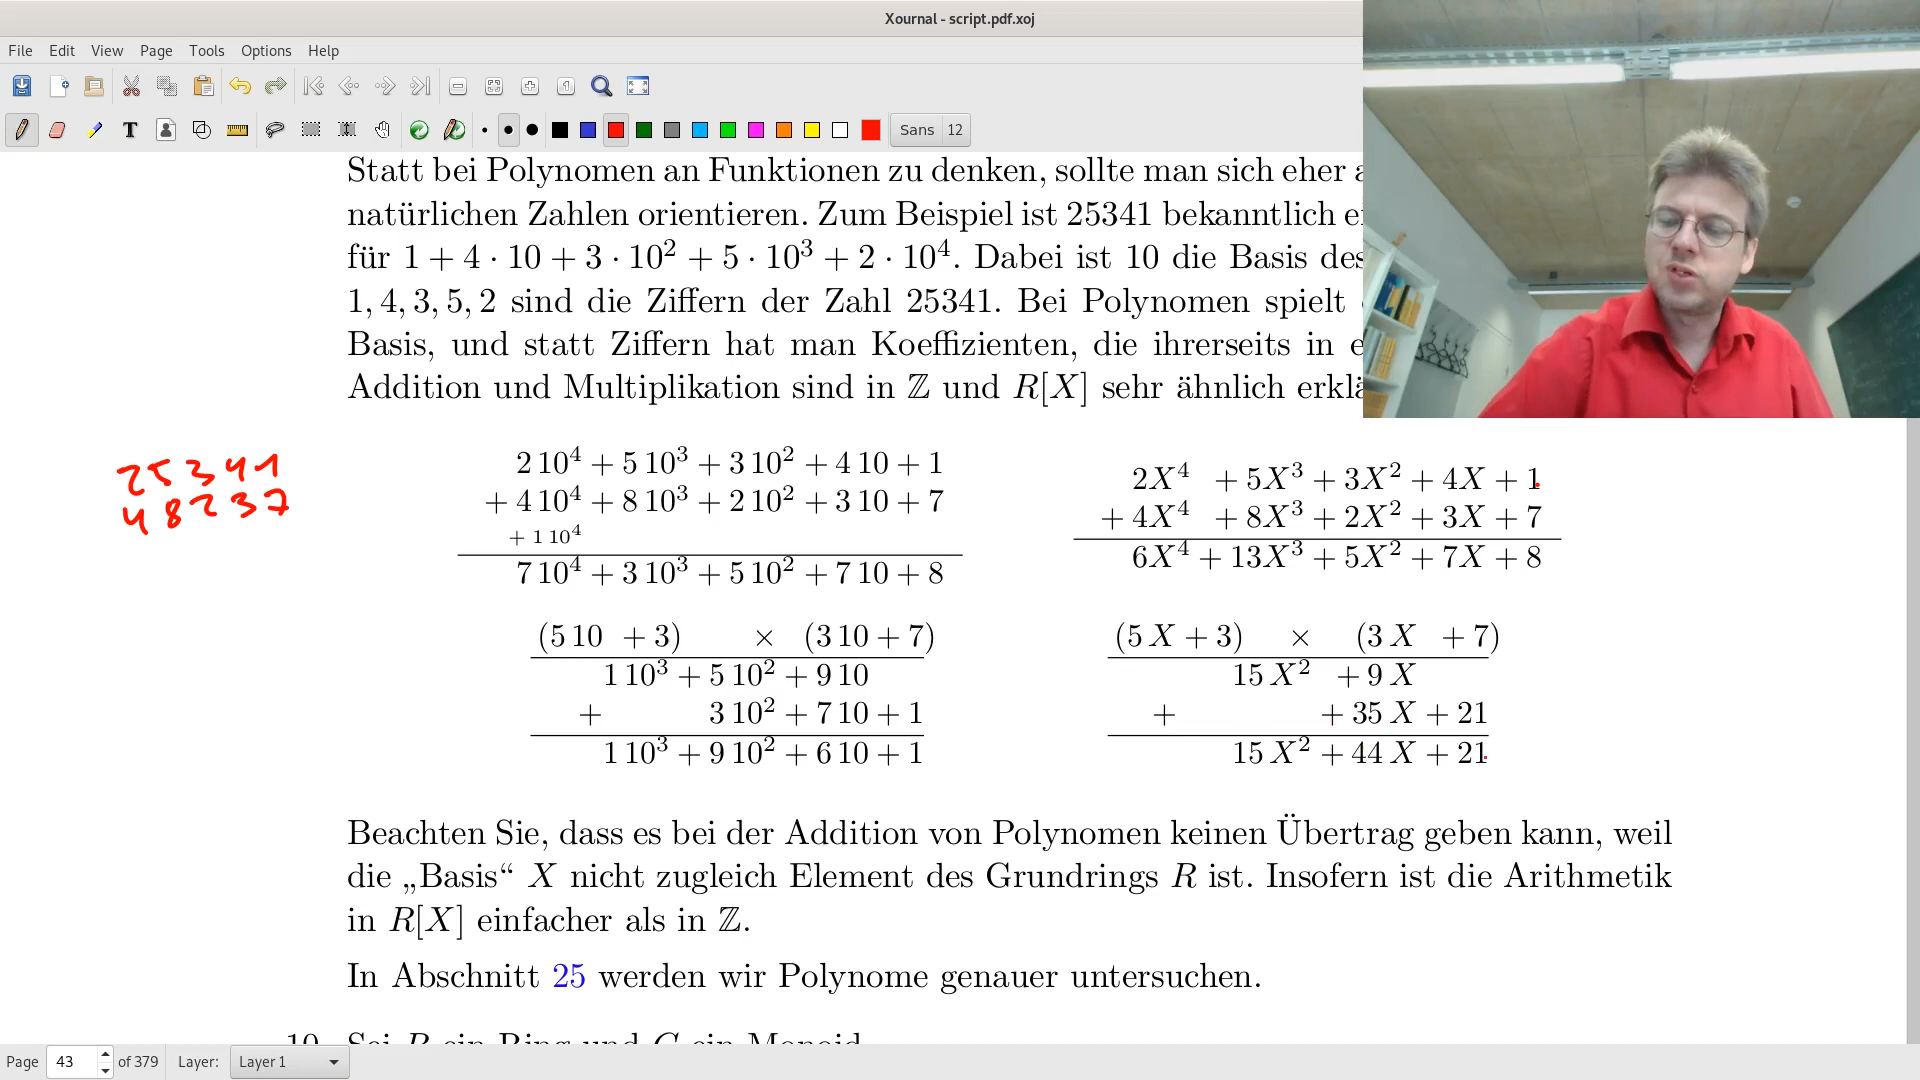 Xournal - script.pdf.xoj
File Edit View Page Tools Options Help
Sans 12
Statt bei Polynomen an Funktionen zu denken, sollte man sich eher
natürlichen Zahlen orientieren. Zum Beispiel ist 25341 bekanntlich
für 1 + 4 · 10 + 3 · 10² + 5 · 10³ + 2 · 10⁴. Dabei ist 10 die Basis des
1, 4, 3, 5, 2 sind die Ziffern der Zahl 25341. Bei Polynomen spielt
Basis, und statt Ziffern hat man Koeffizienten, die ihrerseits in
Addition und Multiplikation sind in ℤ und R[X] sehr ähnlich
25341
48237
2 10⁴ + 5 10³ + 3 10² + 4 10 + 1
+ 4 10⁴ + 8 10³ + 2 10² + 3 10 + 7
+ 1 10⁴
7 10⁴ + 3 10³ + 5 10² + 7 10 + 8
2X⁴ + 5X³ + 3X² + 4X + 1
+ 4X⁴ + 8X³ + 2X² + 3X + 7
6X⁴ + 13X³ + 5X² + 7X + 8
(5 10 + 3) × (3 10 + 7)
1 10³ + 5 10² + 9 10
+ 3 10² + 7 10 + 1
1 10³ + 9 10² + 6 10 + 1
(5 X + 3) × (3 X + 7)
15 X² + 9 X
+ + 35 X + 21
15 X² + 44 X + 21
Beachten Sie, dass es bei der Addition von Polynomen keinen Übertrag geben kann, weil
die „Basis“ X nicht zugleich Element des Grundrings R ist. Insofern ist die Arithmetik
in R[X] einfacher als in ℤ.
In Abschnitt 25 werden wir Polynome genauer untersuchen.
10. Sei R ein Ring und G ein Monoid
Page 43 of 379 Layer: Layer 1